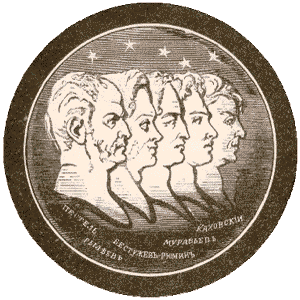 ПЕСТЕЛЬ
РЫЛѢЕВЪ
БЕСТУЖЕВЪ-РЮМИНЪ
МУРАВЬЕВЪ
КАХОВСКІЙ